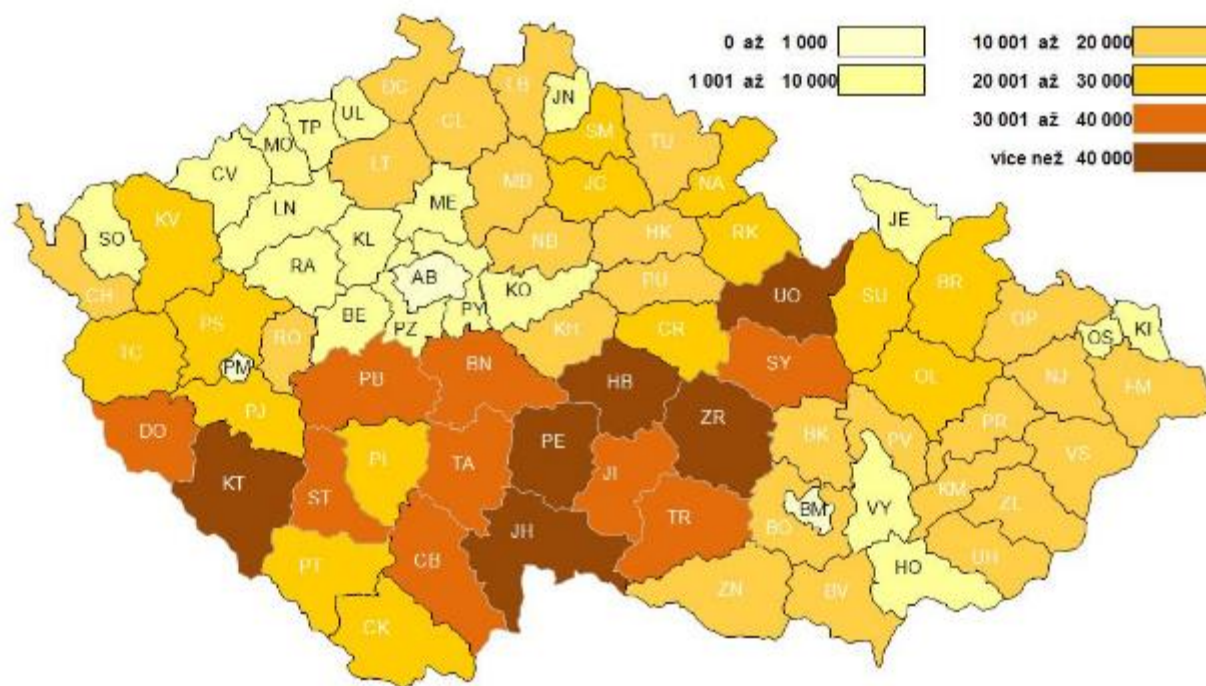 0 až 1 000
10 001 až 20 000
1 001 až 10 000
20 001 až 30 000
30 001 až 40 000
více než 40 000
DC
LB
JN
UL
TP
MO
CL
SM
TU
LT
CV
MB
JC
NA
ME
LN
KV
SO
KL
NB
HK
RK
JE
RA
AB
KO
PU
UO
SU
BR
CH
BE
PZ
PY
PS
RO
KH
CR
OP
OS
KI
TC
PM
PB
BN
HB
SY
OL
NJ
FM
PJ
DO
PI
TA
PE
ZR
BK
PV
PR
VS
KT
ST
JI
KM
ZL
JH
TR
BO
BM
VY
UH
PT
CB
HO
ZN
BV
CK